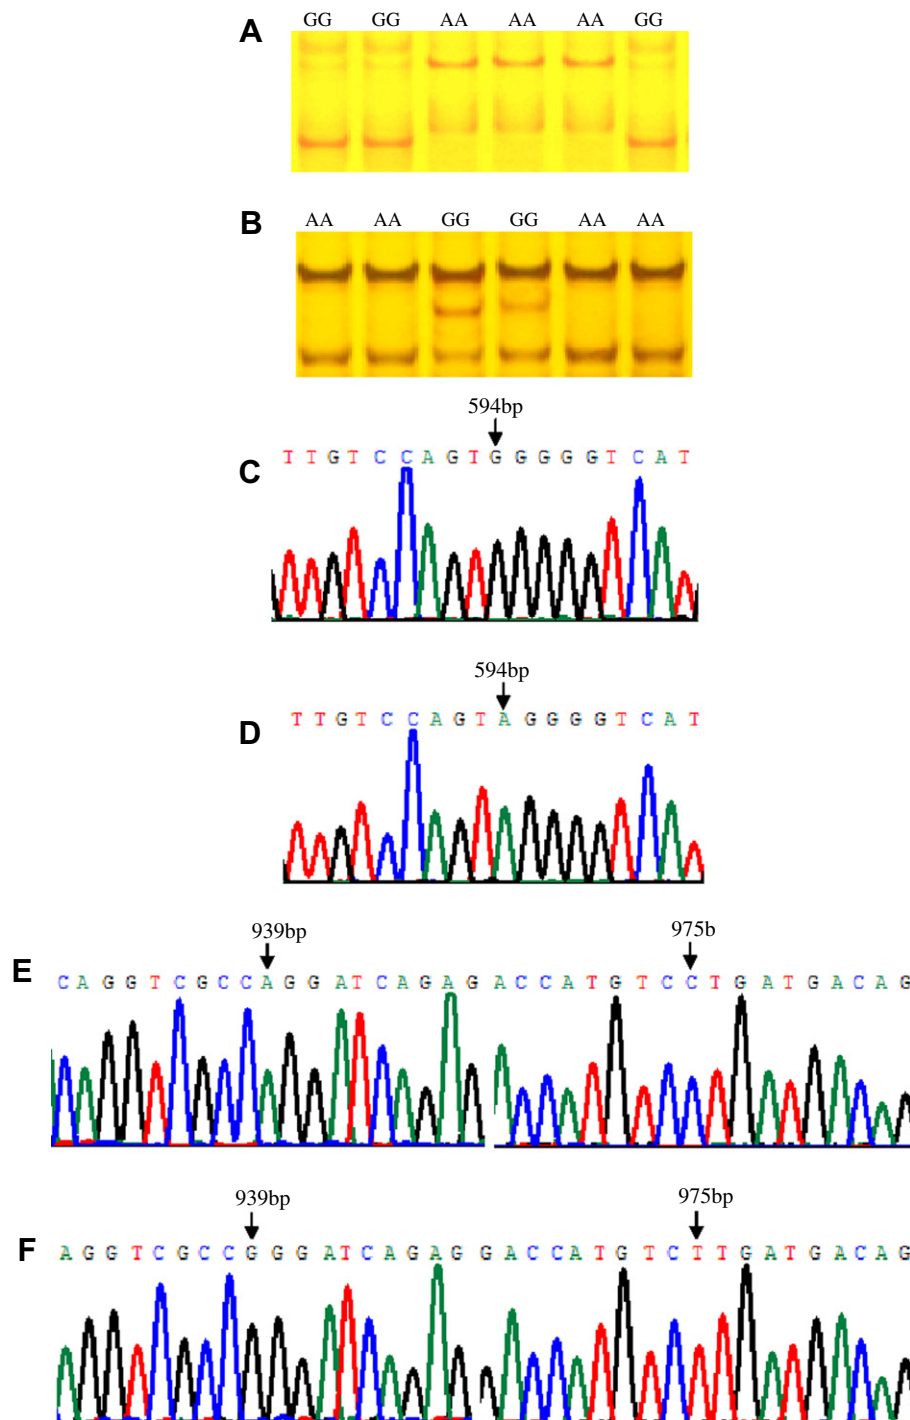 A
GG GG AA AA AA GG
B
AA AA GG GG AA AA
594bp
C
T T G T C C A G T G G G G G T C A T
594bp
D
T T G T C C A G T A G G G G T C A T
939bp 975b
E
C A G G T C G C C A G G A T C A G A G A C C A T G T C C T G A T G A C A G
939bp 975bp
F
A G G T C G C C G G G A T C A G A G G A C C A T G T C T T G A T G A C A G